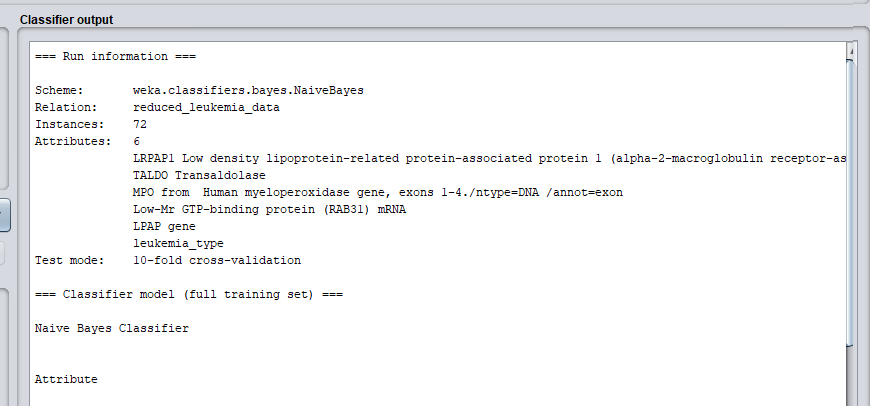 Classifier output
=== Run information ===
Scheme: weka.classifiers.bayes.NaiveBayes
Relation: reduced_leukemia_data
Instances: 72
Attributes: 6
LRPAP1 Low density lipoprotein-related protein-associated protein 1 (alpha-2-macroglobulin receptor-as
TALDO Transaldolase
MPO from  Human myeloperoxidase gene, exons 1-4./ntype=DNA /annot=exon
Low-Mr GTP-binding protein (RAB31) mRNA
LPAP gene
leukemia_type
Test mode: 10-fold cross-validation
=== Classifier model (full training set) ===
Naive Bayes Classifier
Attribute